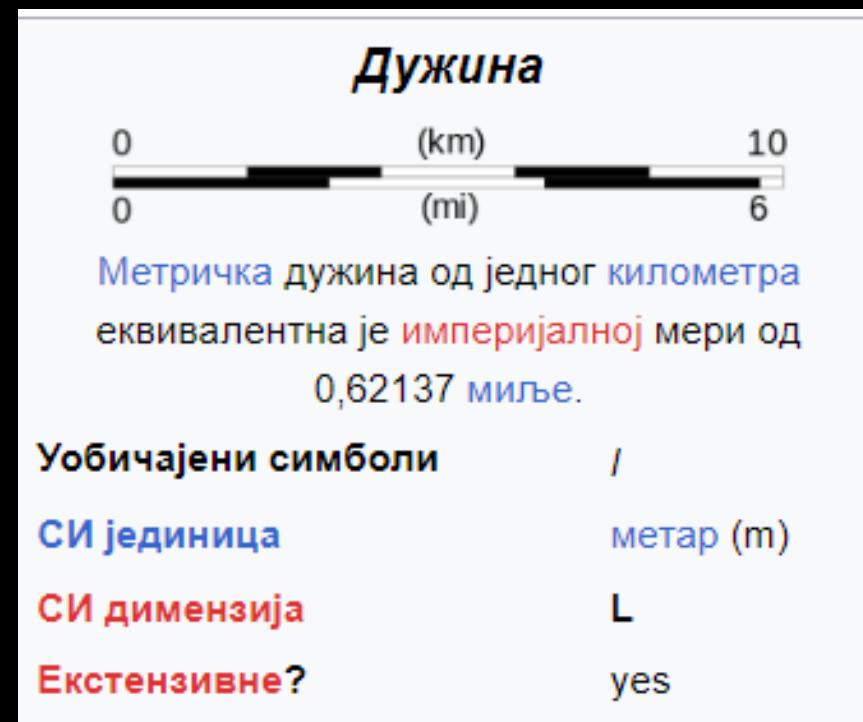 Дужина
0 (km) 10
0 (mi) 6
Метричка дужина од једног километра
еквивалентна је империјалној мери од
0,62137 миље.
Уобичајени симболи l
СИ јединица метар (m)
СИ димензија L
Екстензивне? yes